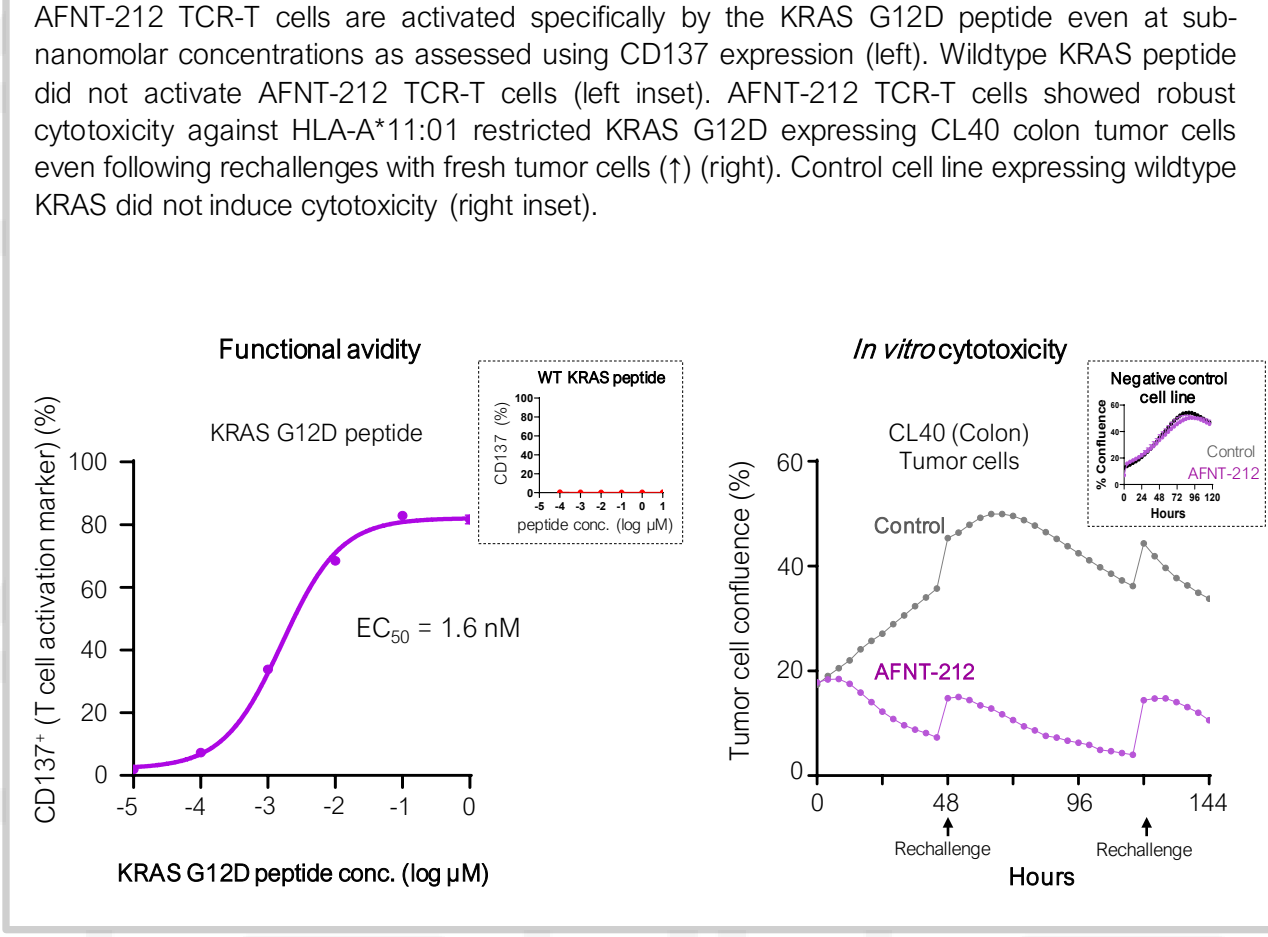 AFNT-212 TCR-T cells are activated specifically by the KRAS G12D peptide even at sub-
nanomolar concentrations as assessed using CD137 expression (left). Wildtype KRAS peptide
did not activate AFNT-212 TCR-T cells (left inset). AFNT-212 TCR-T cells showed robust
cytotoxicity against HLA-A*11:01 restricted KRAS G12D expressing CL40 colon tumor cells
even following rechallenges with fresh tumor cells (↑) (right). Control cell line expressing wildtype
KRAS did not induce cytotoxicity (right inset).
Functional avidity
KRAS G12D peptide
CD137⁺ (T cell activation marker) (%)
100
80
60
40
20
0
EC₅₀ = 1.6 nM
-5 -4 -3 -2 -1 0
KRAS G12D peptide conc. (log µM)
WT KRAS peptide
CD137 (%)
100
80
60
40
20
0
-5 -4 -3 -2 -1 0 1
peptide conc. (log µM)
In vitro cytotoxicity
CL40 (Colon)
Tumor cells
Tumor cell confluence (%)
60
40
20
0
Control
AFNT-212
0 48 96 144
Rechallenge Rechallenge
Hours
Negative control
cell line
% Confluence
60
40
20
0
Control
AFNT-212
0 24 48 72 96 120
Hours